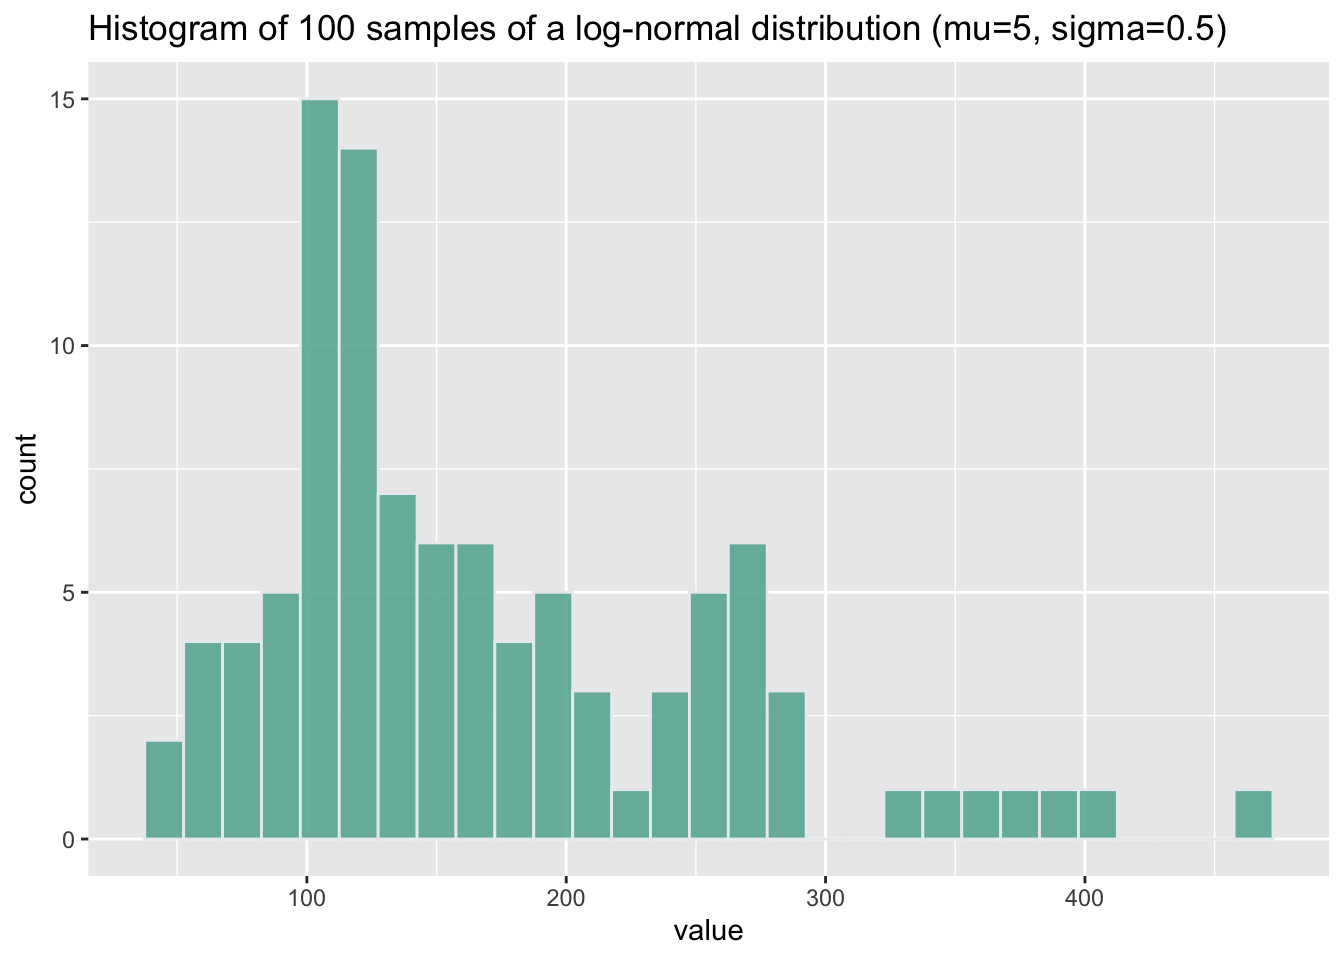 Histogram of 100 samples of a log-normal distribution (mu=5, sigma=0.5)
15
10
5
0
count
100 200 300 400
value